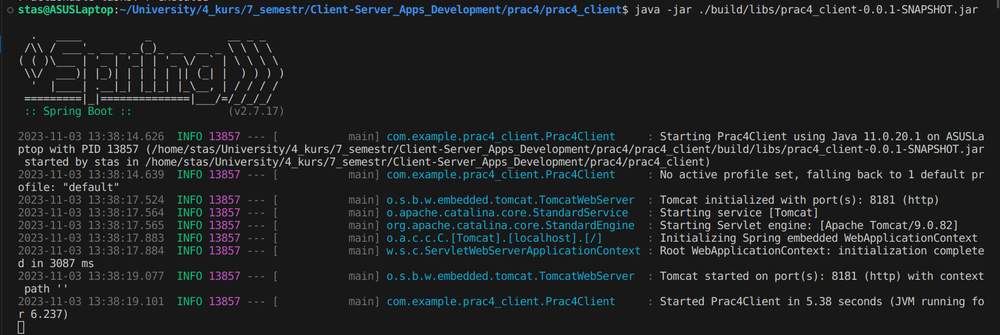 stas@ASUSLaptop:~/University/4_kurs/7_semestr/Client-Server_Apps_Development/prac4/prac4_client$ java -jar ./build/libs/prac4_client-0.0.1-SNAPSHOT.jar
  .   ____          _            __ _ _
 /\\ / ___'_ __ _ _(_)_ __  __ _ \ \ \ \
( ( )\___ | '_ | '_| | '_ \/ _` | \ \ \ \
 \\/  ___)| |_)| | | | | || (_| |  ) ) ) )
  '  |____| .__|_| |_|_| |_\__, | / / / /
 =========|_|==============|___/=/_/_/_/
 :: Spring Boot ::               (v2.7.17)
2023-11-03 13:38:14.626  INFO 13857 --- [           main] com.example.prac4_client.Prac4Client     : Starting Prac4Client using Java 11.0.20.1 on ASUSLa
ptop with PID 13857 (/home/stas/University/4_kurs/7_semestr/Client-Server_Apps_Development/prac4/prac4_client/build/libs/prac4_client-0.0.1-SNAPSHOT.jar
 started by stas in /home/stas/University/4_kurs/7_semestr/Client-Server_Apps_Development/prac4/prac4_client)
2023-11-03 13:38:14.639  INFO 13857 --- [           main] com.example.prac4_client.Prac4Client     : No active profile set, falling back to 1 default pr
ofile: "default"
2023-11-03 13:38:17.524  INFO 13857 --- [           main] o.s.b.w.embedded.tomcat.TomcatWebServer  : Tomcat initialized with port(s): 8181 (http)
2023-11-03 13:38:17.564  INFO 13857 --- [           main] o.apache.catalina.core.StandardService   : Starting service [Tomcat]
2023-11-03 13:38:17.565  INFO 13857 --- [           main] org.apache.catalina.core.StandardEngine  : Starting Servlet engine: [Apache Tomcat/9.0.82]
2023-11-03 13:38:17.883  INFO 13857 --- [           main] o.a.c.c.C.[Tomcat].[localhost].[/]       : Initializing Spring embedded WebApplicationContext
2023-11-03 13:38:17.884  INFO 13857 --- [           main] w.s.c.ServletWebServerApplicationContext : Root WebApplicationContext: initialization complete
d in 3087 ms
2023-11-03 13:38:19.077  INFO 13857 --- [           main] o.s.b.w.embedded.tomcat.TomcatWebServer  : Tomcat started on port(s): 8181 (http) with context
 path ''
2023-11-03 13:38:19.101  INFO 13857 --- [           main] com.example.prac4_client.Prac4Client     : Started Prac4Client in 5.38 seconds (JVM running fo
r 6.237)